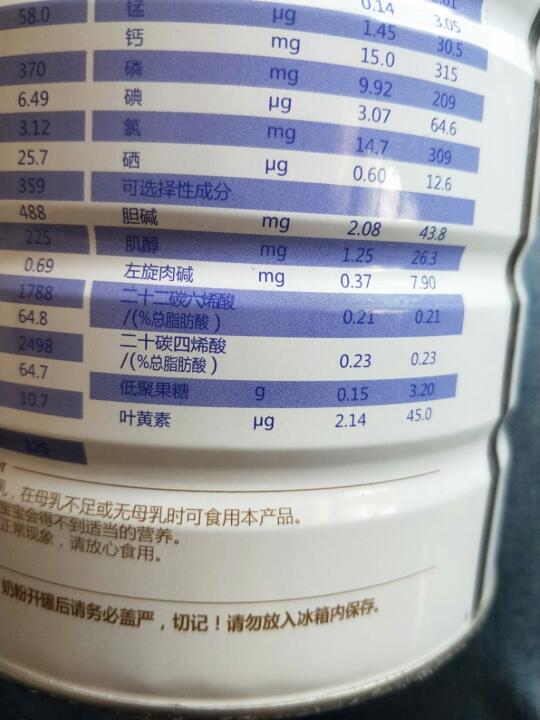 58.0
370
6.49
3.12
25.7
359
488
225
0.69
1788
64.8
2498
64.7
10.7
125
锰 μg 0.14 3.05
钙 mg 1.45 30.5
磷 mg 15.0 315
碘 μg 9.92 209
氯 mg 3.07 64.6
硒 μg 14.7 309
0.60 12.6
可选择性成分
胆碱 mg 2.08 43.8
肌醇 mg 1.25 26.3
左旋肉碱 mg 0.37 7.90
二十二碳六烯酸
/(%总脂肪酸) 0.21 0.21
二十碳四烯酸
/(%总脂肪酸) 0.23 0.23
低聚果糖 g 0.15 3.20
叶黄素 μg 2.14 45.0
er
乳，在母乳不足或无母乳时可食用本产品。
宝宝会得不到适当的营养。
正常现象，请放心食用。
奶粉开罐后请务必盖严，切记！请勿放入冰箱内保存。